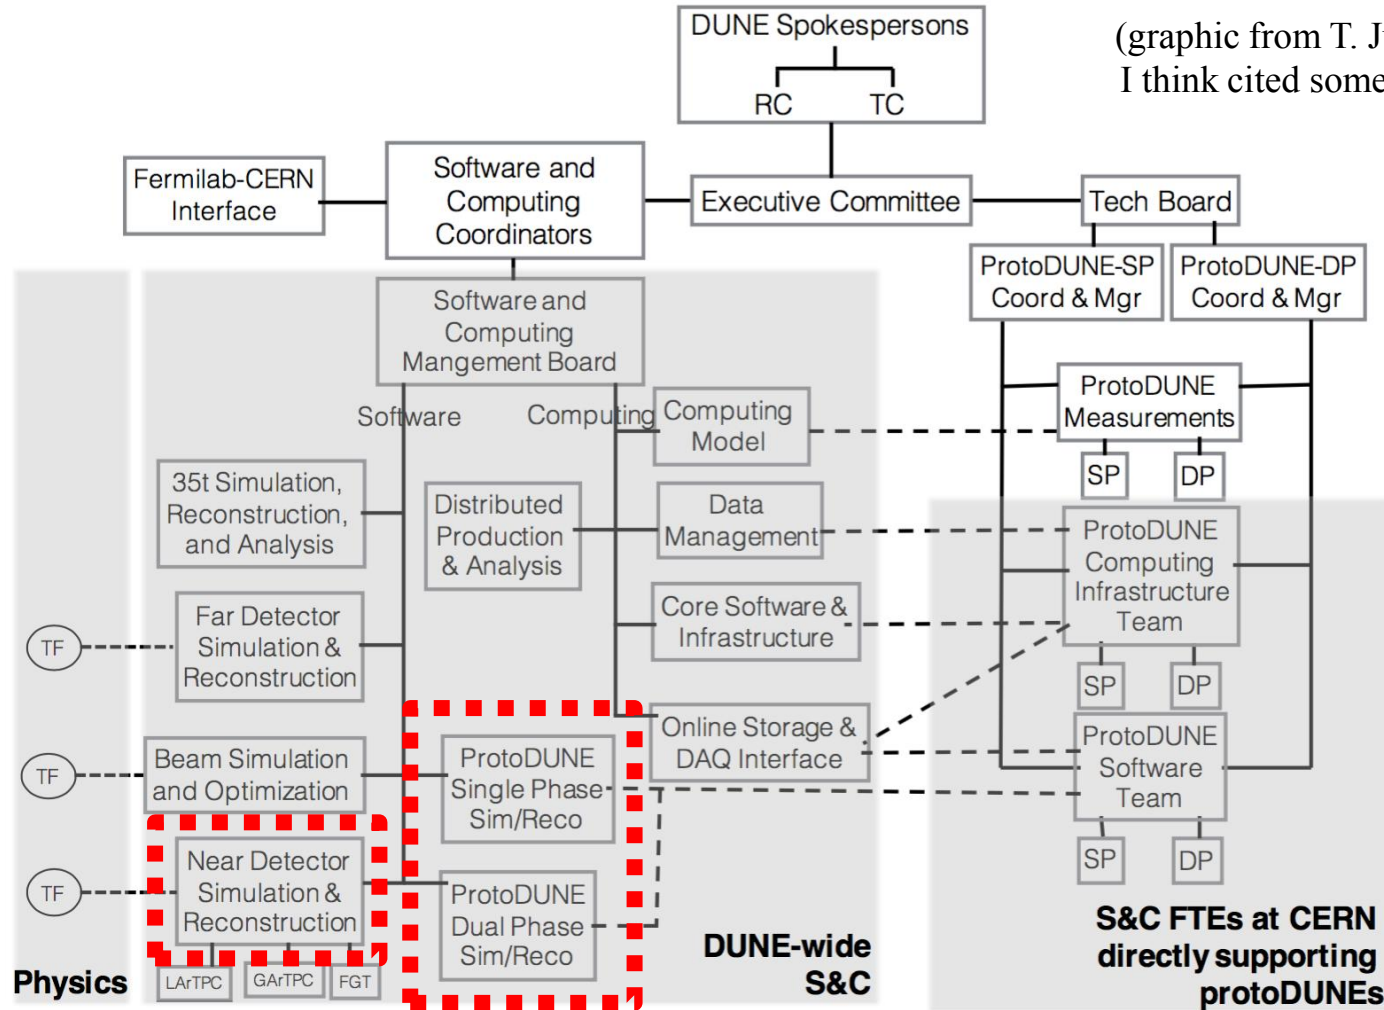 DUNE Spokespersons
RC
TC
(graphic from T.
I think cited some
Fermilab-CERN
Interface
Software and
Computing
Coordinators
Executive Committee
Tech Board
ProtoDUNE-SP
Coord & Mgr
ProtoDUNE-DP
Coord & Mgr
Software and
Computing
Mangement Board
Software
Computing
Computing
Model
ProtoDUNE
Measurements
SP
DP
35t Simulation,
Reconstruction,
and Analysis
Distributed
Production
& Analysis
Data
Management
ProtoDUNE
Computing
Infrastructure
Team
SP
DP
TF
Far Detector
Simulation &
Reconstruction
Core Software &
Infrastructure
TF
Beam Simulation
and Optimization
ProtoDUNE
Single Phase
Sim/Reco
Online Storage &
DAQ Interface
ProtoDUNE
Software
Team
SP
DP
TF
Near Detector
Simulation &
Reconstruction
ProtoDUNE
Dual Phase
Sim/Reco
LArTPC
GArTPC
FGT
Physics
DUNE-wide
S&C
S&C FTEs at CERN
directly supporting
protoDUNEs